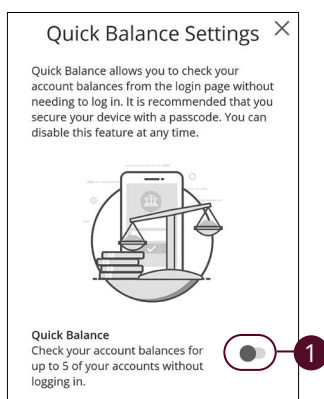 Quick Balance Settings
Quick Balance allows you to check your
account balances from the login page without
needing to log in. It is recommended that you
secure your device with a passcode. You can
disable this feature at any time.
Quick Balance
Check your account balances for
up to 5 of your accounts without
logging in.
1